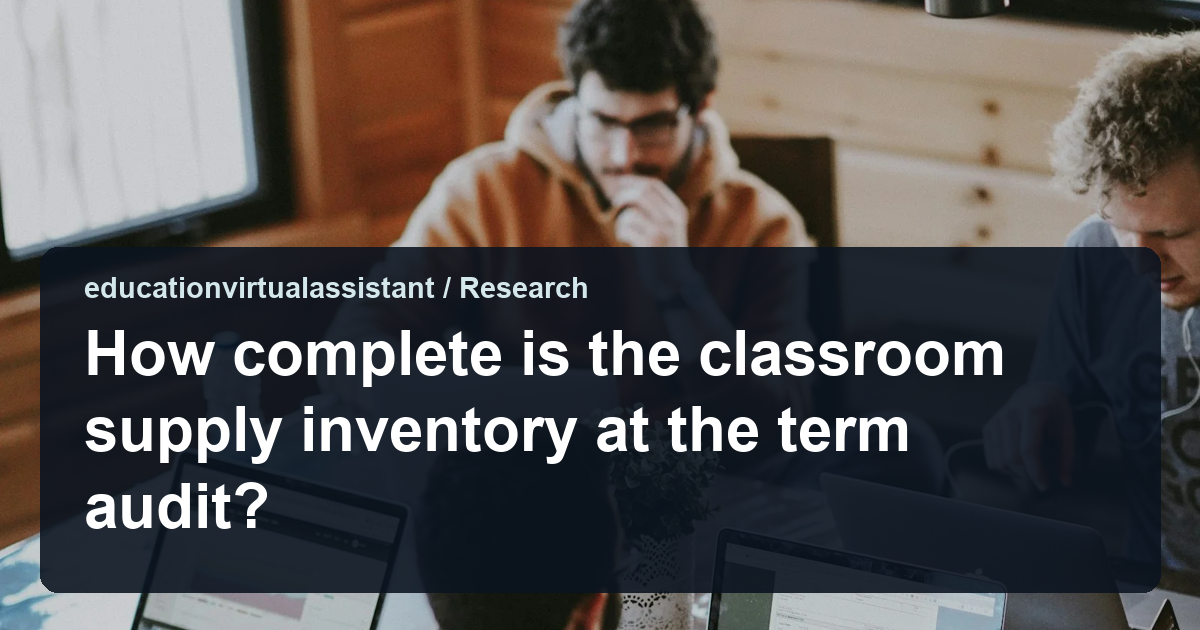 educationvirtualassistant / Research
How complete is the classroom
supply inventory at the term
audit?